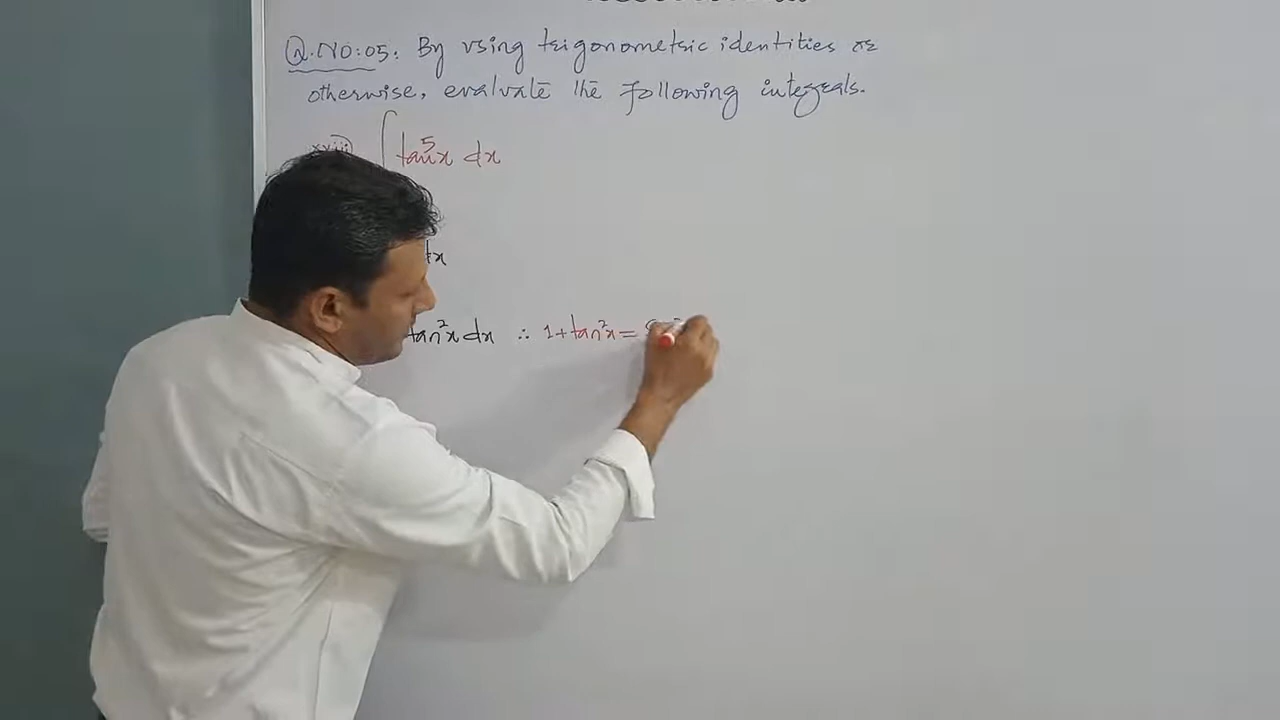 Q.NO:05: By using trigonometric identities or
otherwise, evaluate the following integrals.
xviii) ∫ tan⁵x dx
dx
tan²x dx ∴ 1+tan²x =